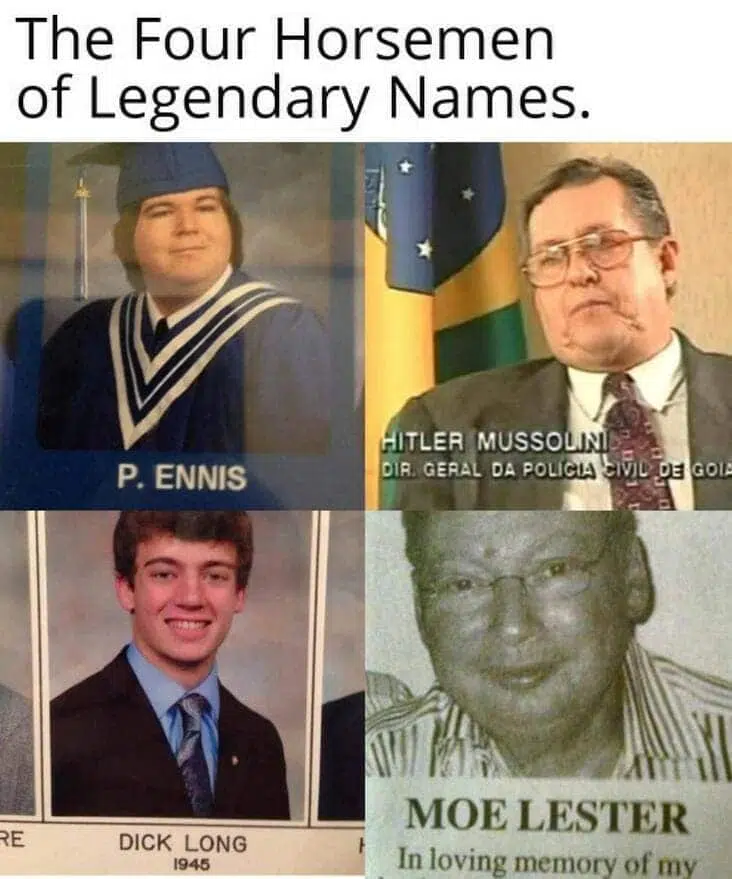 The Four Horsemen
of Legendary Names.
P. ENNIS
HITLER MUSSOLINI
DIR. GERAL DA POLICIA CIVIL DE GOIA
RE
DICK LONG
1945
MOE LESTER
In loving memory of my